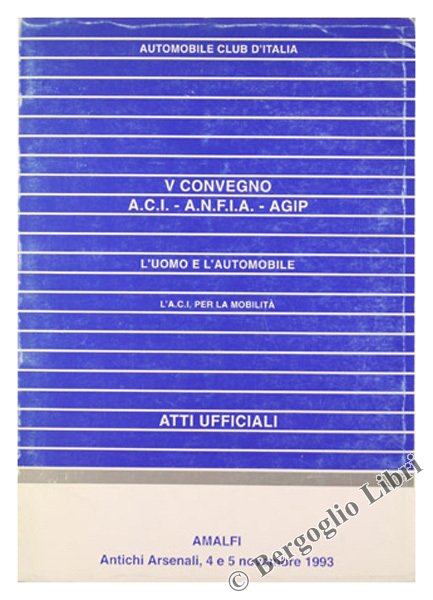 AUTOMOBILE CLUB D'ITALIA
V CONVEGNO
A.C.I. - A.N.F.I.A. - AGIP
L'UOMO E L'AUTOMOBILE
L'A.C.I. PER LA MOBILITÀ
ATTI UFFICIALI
AMALFI
Antichi Arsenali, 4 e 5 novembre 1993
© Bergoglio Libri